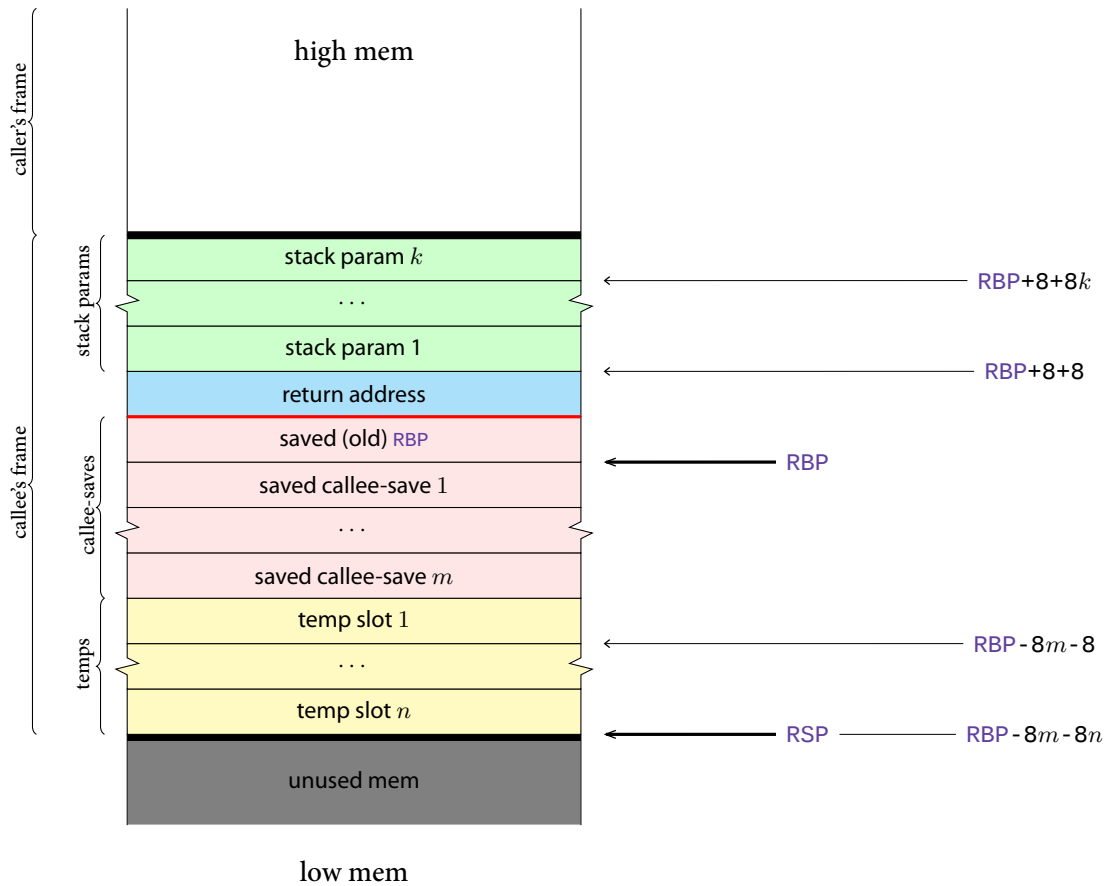 high mem
caller's frame
stack params
stack param k
RBP+8+8k
...
stack param 1
RBP+8+8
return address
callee's frame
callee-saves
saved (old) RBP
RBP
saved callee-save 1
...
saved callee-save m
temps
temp slot 1
RBP-8m-8
...
temp slot n
RSP
RBP-8m-8n
unused mem
low mem